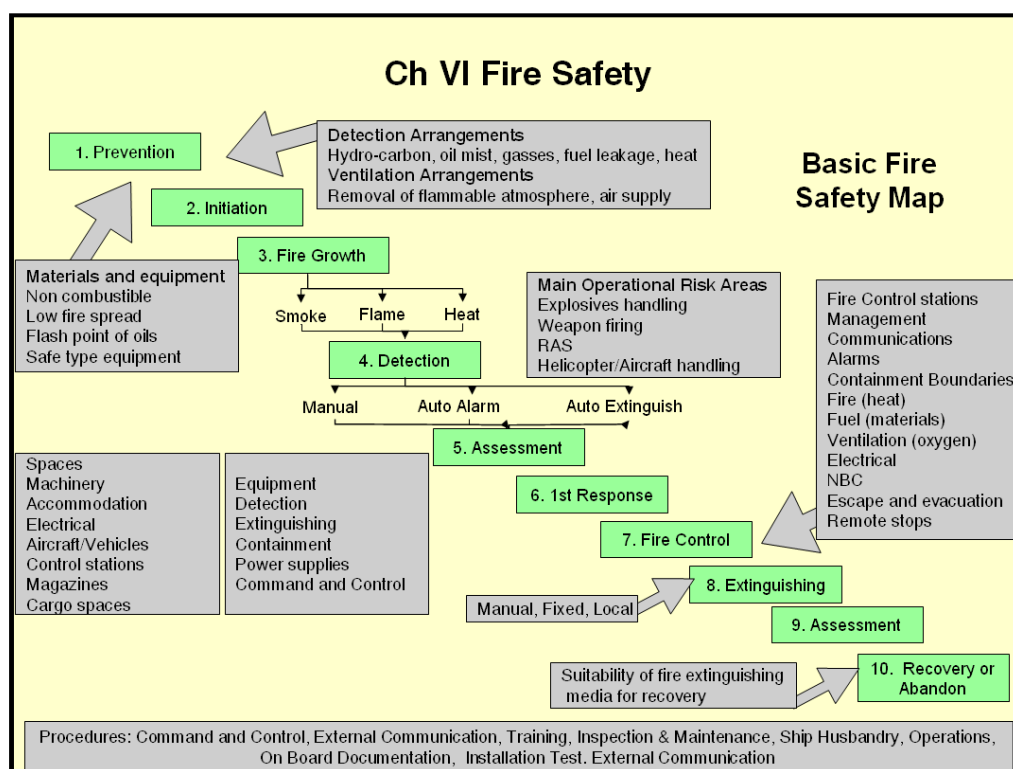 Ch VI Fire Safety
Basic Fire
Safety Map
1. Prevention
Detection Arrangements
Hydro-carbon, oil mist, gasses, fuel leakage, heat
Ventilation Arrangements
Removal of flammable atmosphere, air supply
2. Initiation
3. Fire Growth
Materials and equipment
Non combustible
Low fire spread
Flash point of oils
Safe type equipment
Smoke
Flame
Heat
Main Operational Risk Areas
Explosives handling
Weapon firing
RAS
Helicopter/Aircraft handling
Fire Control stations
Management
Communications
Alarms
Containment Boundaries
Fire (heat)
Fuel (materials)
Ventilation (oxygen)
Electrical
NBC
Escape and evacuation
Remote stops
4. Detection
Manual
Auto Alarm
Auto Extinguish
5. Assessment
Spaces
Machinery
Accommodation
Electrical
Aircraft/Vehicles
Control stations
Magazines
Cargo spaces
Equipment
Detection
Extinguishing
Containment
Power supplies
Command and Control
6. 1st Response
7. Fire Control
8. Extinguishing
Manual, Fixed, Local
9. Assessment
Suitability of fire extinguishing
media for recovery
10. Recovery or
Abandon
Procedures: Command and Control, External Communication, Training, Inspection & Maintenance, Ship Husbandry, Operations,
On Board Documentation, Installation Test. External Communication